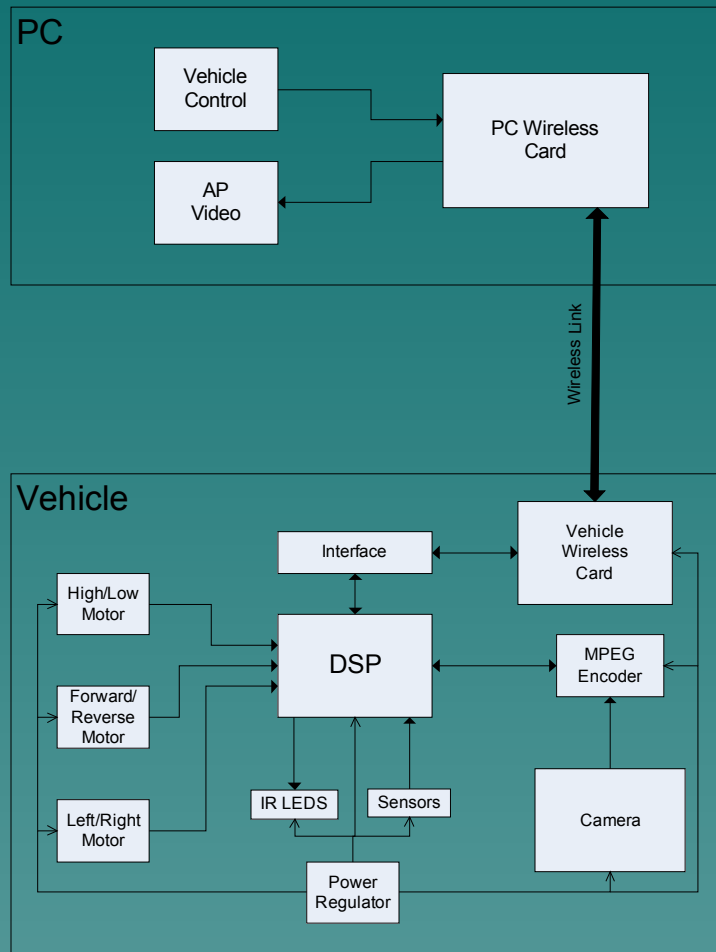 PC
Vehicle
Control
PC Wireless
Card
AP
Video
Wireless Link
Vehicle
Vehicle
Wireless
Card
Interface
High/Low
Motor
DSP
MPEG
Encoder
Forward/
Reverse
Motor
IR LEDS
Sensors
Left/Right
Motor
Camera
Power
Regulator